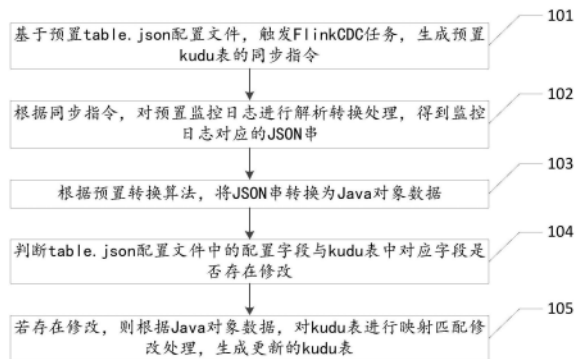 101
基于预置table.json配置文件，触发FlinkCDC任务，生成预置
kudu表的同步指令
102
根据同步指令，对预置监控日志进行解析转换处理，得到监控
日志对应的JSON串
103
根据预置转换算法，将JSON串转换为Java对象数据
104
判断table.json配置文件中的配置字段与kudu表中对应字段是
否存在修改
105
若存在修改，则根据Java对象数据，对kudu表进行映射匹配修
改处理，生成更新的kudu表